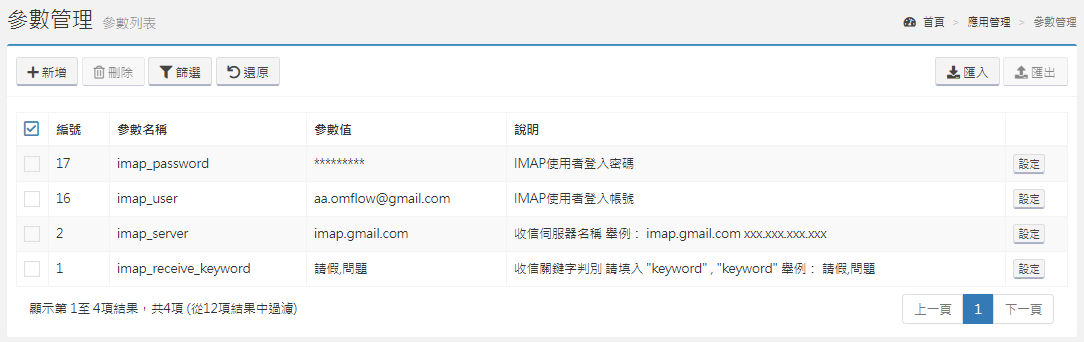 參數管理 參數列表
首頁 > 應用管理 > 參數管理
新增 刪除 篩選 還原 匯入 匯出
編號 參數名稱 參數值 說明
17 imap_password ********* IMAP使用者登入密碼 設定
16 imap_user aa.omflow@gmail.com IMAP使用者登入帳號 設定
2 imap_server imap.gmail.com 收信伺服器名稱 舉例： imap.gmail.com xxx.xxx.xxx.xxx 設定
1 imap_receive_keyword 請假,問題 收信關鍵字判別 請填入 "keyword" , "keyword" 舉例： 請假,問題 設定
顯示第 1至 4項結果，共4項 (從12項結果中過濾) 上一頁 1 下一頁